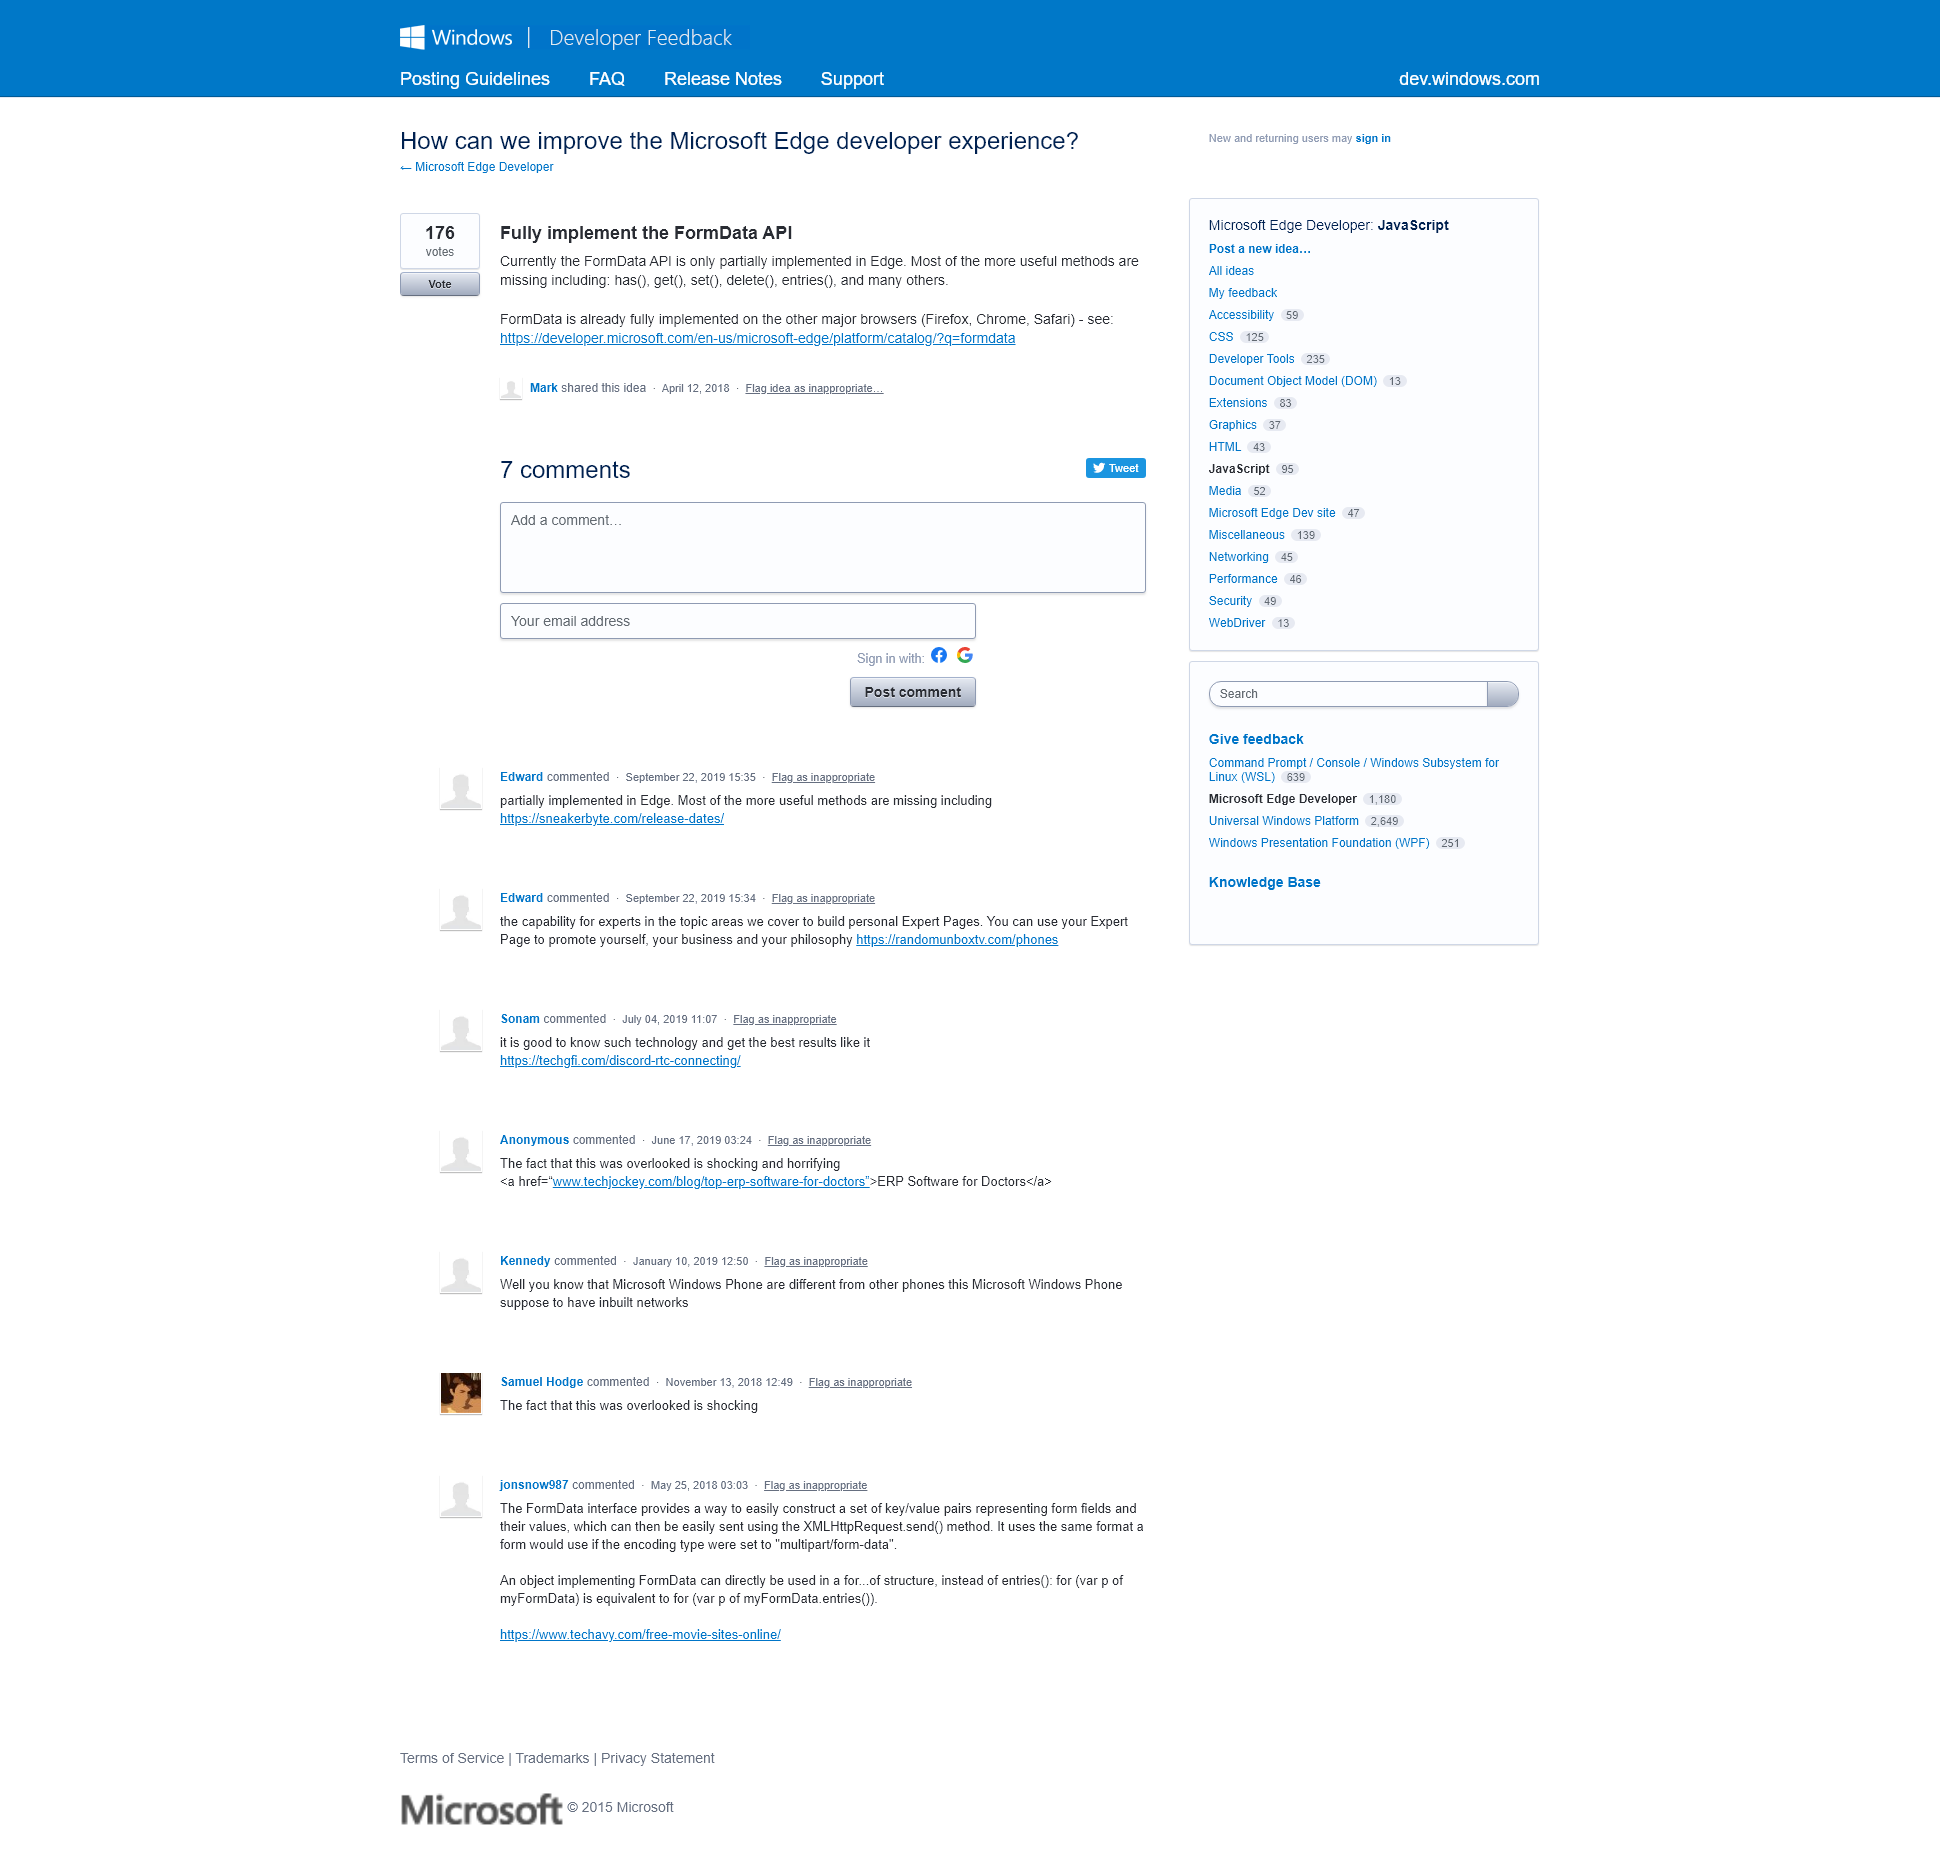 Windows | Developer Feedback
Posting Guidelines FAQ Release Notes Support dev.windows.com
How can we improve the Microsoft Edge developer experience?
← Microsoft Edge Developer
New and returning users may sign in
176
votes
Vote
Fully implement the FormData API
Currently the FormData API is only partially implemented in Edge. Most of the more useful methods are
missing including: has(), get(), set(), delete(), entries(), and many others.
FormData is already fully implemented on the other major browsers (Firefox, Chrome, Safari) - see:
https://developer.microsoft.com/en-us/microsoft-edge/platform/catalog/?q=formdata
Mark shared this idea · April 12, 2018 · Flag idea as inappropriate…
7 comments
Tweet
Add a comment…
Your email address
Sign in with:
Post comment
Edward commented · September 22, 2019 15:35 · Flag as inappropriate
partially implemented in Edge. Most of the more useful methods are missing including
https://sneakerbyte.com/release-dates/
Edward commented · September 22, 2019 15:34 · Flag as inappropriate
the capability for experts in the topic areas we cover to build personal Expert Pages. You can use your Expert
Page to promote yourself, your business and your philosophy https://randomunboxtv.com/phones
Sonam commented · July 04, 2019 11:07 · Flag as inappropriate
it is good to know such technology and get the best results like it
https://techgfi.com/discord-rtc-connecting/
Anonymous commented · June 17, 2019 03:24 · Flag as inappropriate
The fact that this was overlooked is shocking and horrifying
<a href=“www.techjockey.com/blog/top-erp-software-for-doctors”>ERP Software for Doctors</a>
Kennedy commented · January 10, 2019 12:50 · Flag as inappropriate
Well you know that Microsoft Windows Phone are different from other phones this Microsoft Windows Phone
suppose to have inbuilt networks
Samuel Hodge commented · November 13, 2018 12:49 · Flag as inappropriate
The fact that this was overlooked is shocking
jonsnow987 commented · May 25, 2018 03:03 · Flag as inappropriate
The FormData interface provides a way to easily construct a set of key/value pairs representing form fields and
their values, which can then be easily sent using the XMLHttpRequest.send() method. It uses the same format a
form would use if the encoding type were set to "multipart/form-data".
An object implementing FormData can directly be used in a for...of structure, instead of entries(): for (var p of
myFormData) is equivalent to for (var p of myFormData.entries()).
https://www.techavy.com/free-movie-sites-online/
Microsoft Edge Developer: JavaScript
Post a new idea…
All ideas
My feedback
Accessibility 59
CSS 125
Developer Tools 235
Document Object Model (DOM) 13
Extensions 83
Graphics 37
HTML 43
JavaScript 95
Media 52
Microsoft Edge Dev site 47
Miscellaneous 139
Networking 45
Performance 46
Security 49
WebDriver 13
Search
Give feedback
Command Prompt / Console / Windows Subsystem for
Linux (WSL) 639
Microsoft Edge Developer 1,180
Universal Windows Platform 2,649
Windows Presentation Foundation (WPF) 251
Knowledge Base
Terms of Service | Trademarks | Privacy Statement
Microsoft © 2015 Microsoft